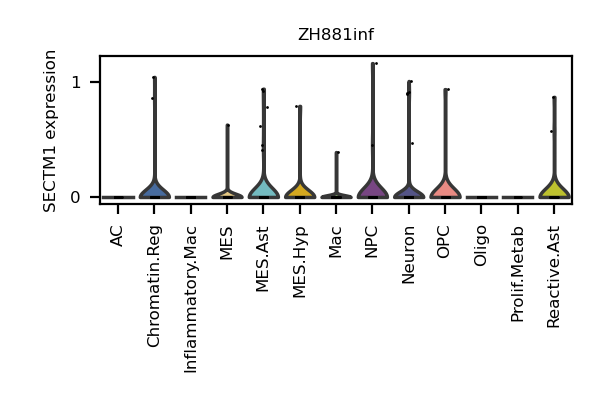 ZH881inf
SECTM1 expression
1
0
AC
Chromatin.Reg
Inflammatory.Mac
MES
MES.Ast
MES.Hyp
Mac
NPC
Neuron
OPC
Oligo
Prolif.Metab
Reactive.Ast